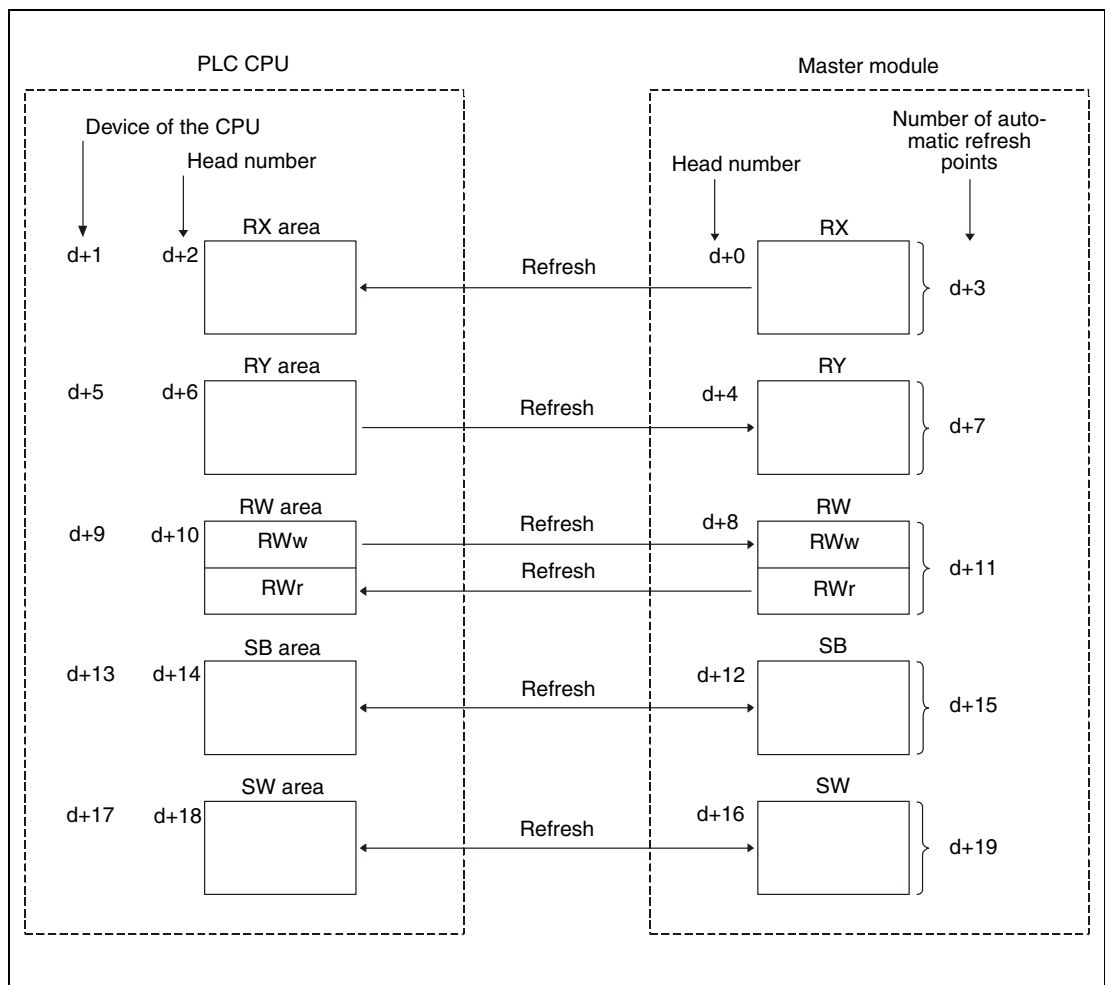 PLC CPU
Master module
Device of the CPU
Head number
Head number
Number of auto-
matic refresh
points
RX area
RX
d+1
d+2
Refresh
d+0
d+3
RY area
RY
d+5
d+6
Refresh
d+4
d+7
RW area
RW
d+9
d+10
RWw
Refresh
d+8
RWw
RWr
Refresh
RWr
d+11
SB area
SB
d+13
d+14
Refresh
d+12
d+15
SW area
SW
d+17
d+18
Refresh
d+16
d+19